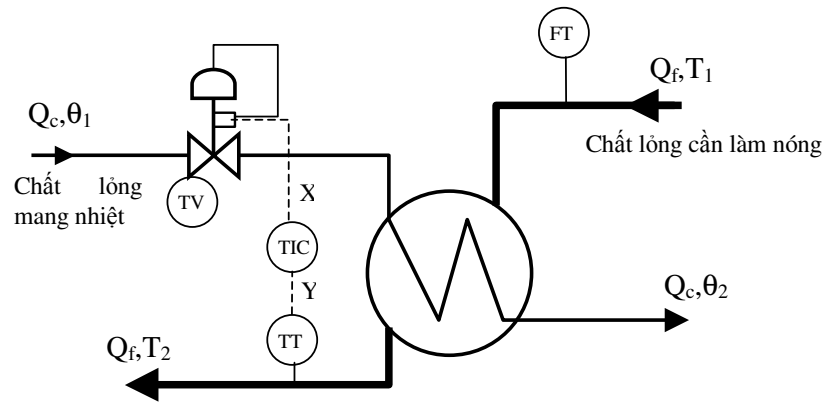 FT
Q_f,T_1
Chất lỏng cần làm nóng
Q_c,θ_1
Chất lỏng
mang nhiệt
TV
X
TIC
Y
TT
Q_c,θ_2
Q_f,T_2